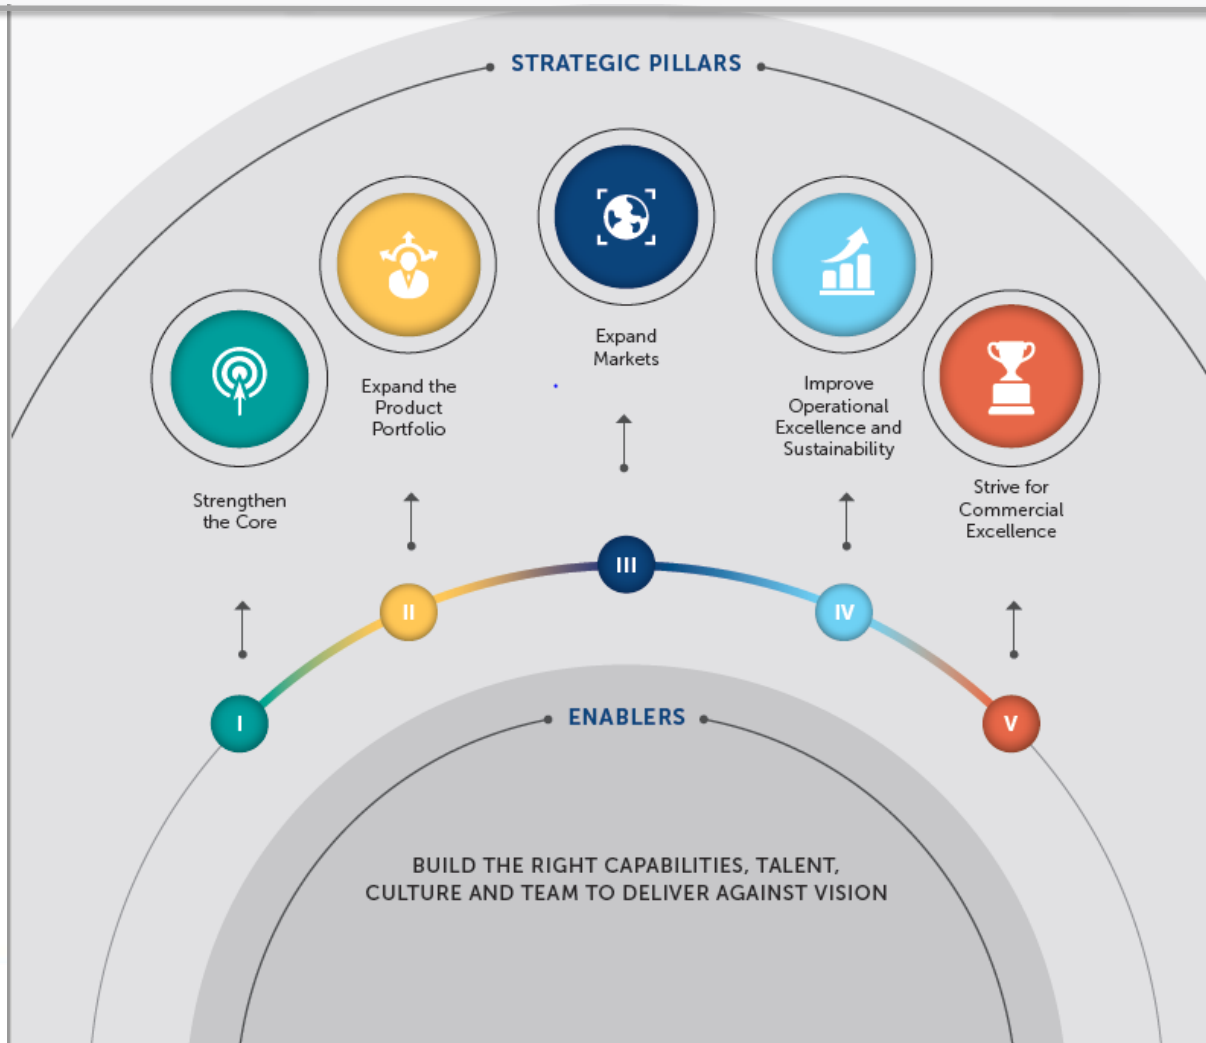 STRATEGIC PILLARS
Strengthen
the Core
Expand the
Product
Portfolio
Expand
Markets
Improve
Operational
Excellence and
Sustainability
Strive for
Commercial
Excellence
I
II
III
IV
V
ENABLERS
BUILD THE RIGHT CAPABILITIES, TALENT,
CULTURE AND TEAM TO DELIVER AGAINST VISION